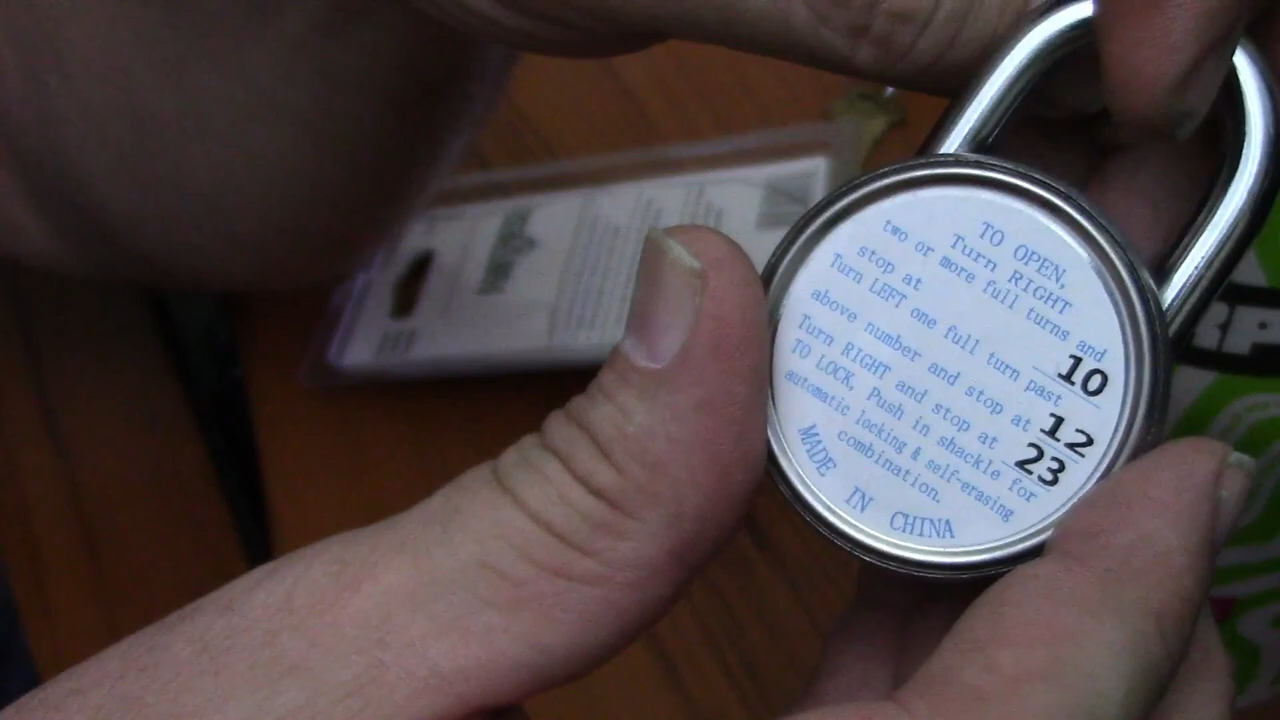 TO OPEN,
Turn RIGHT
two or more full turns and
stop at 10
Turn LEFT one full turn past
above number and stop at 12
Turn RIGHT and stop at 23
TO LOCK, Push in shackle for
automatic locking & self-erasing
combination.
MADE IN CHINA
RP